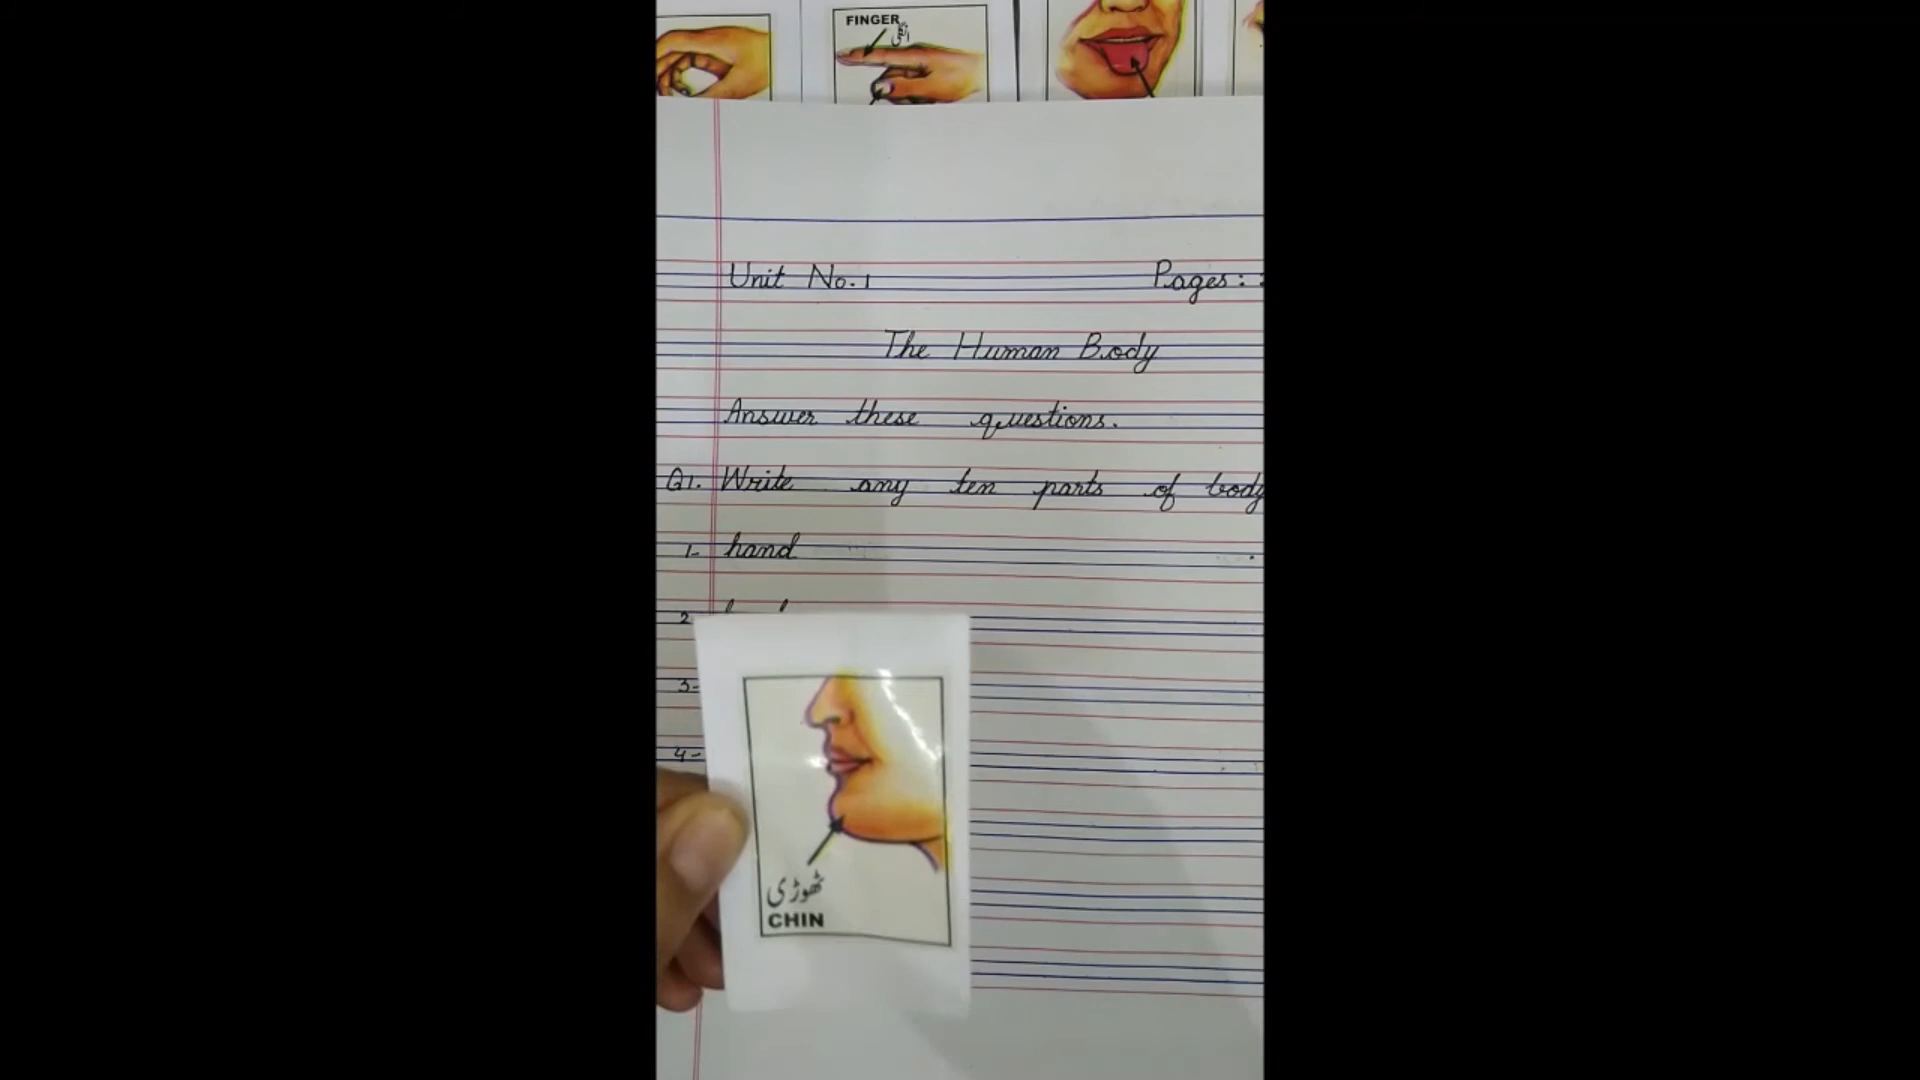 FINGER
انگلی
Unit No. 1 Pages:
The Human Body
Answer these questions.
Q1. Write any ten parts of body
1- hand
2-
3-
4-
ٹھوڑی
CHIN